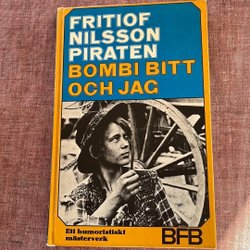 FRITIOF
NILSSON
PIRATEN
BOMBI BITT
OCH JAG
Ett humoristiskt
mästerverk
BFB